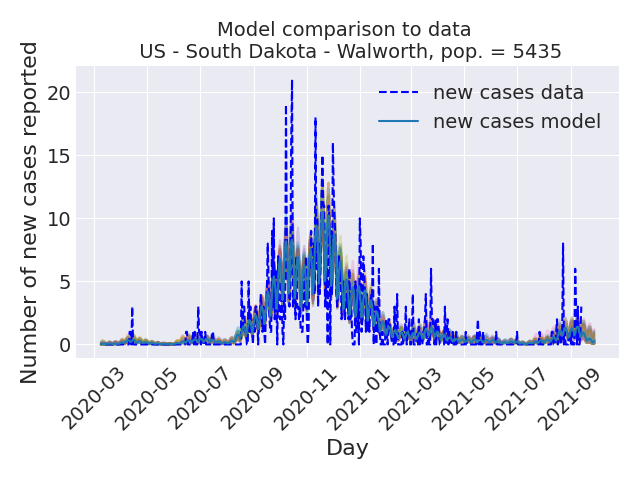 Model comparison to data
US - South Dakota - Walworth, pop. = 5435
Number of new cases reported
20
15
10
5
0
new cases data
new cases model
2020-03
2020-05
2020-07
2020-09
2020-11
2021-01
2021-03
2021-05
2021-07
2021-09
Day